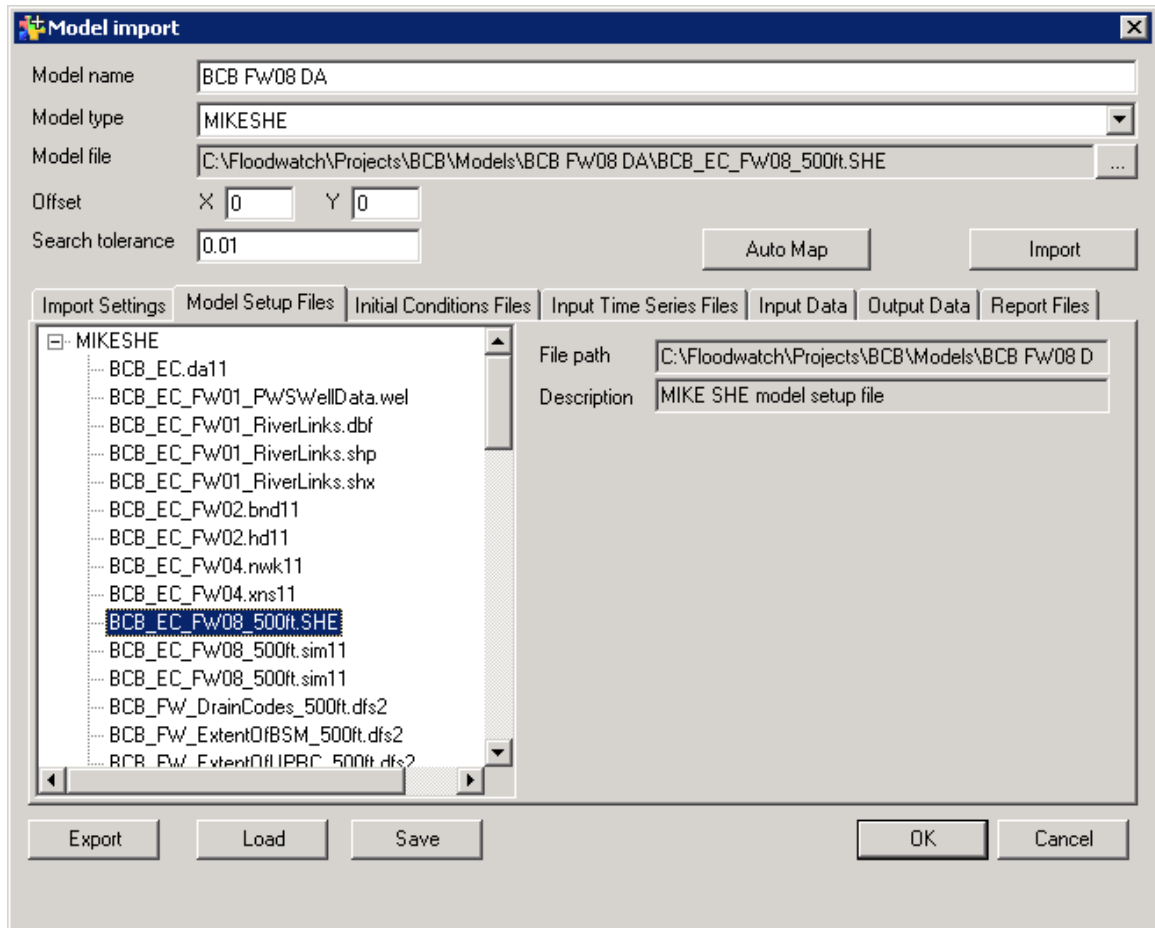 Model import
Model name BCB FW08 DA
Model type MIKESHE
Model file C:\Floodwatch\Projects\BCB\Models\BCB FW08 DA\BCB_EC_FW08_500ft.SHE ...
Offset X 0 Y 0
Search tolerance 0.01 Auto Map Import
Import Settings Model Setup Files Initial Conditions Files Input Time Series Files Input Data Output Data Report Files
MIKESHE
BCB_EC.da11
BCB_EC_FW01_PWSWellData.wel
BCB_EC_FW01_RiverLinks.dbf
BCB_EC_FW01_RiverLinks.shp
BCB_EC_FW01_RiverLinks.shx
BCB_EC_FW02.bnd11
BCB_EC_FW02.hd11
BCB_EC_FW04.nwk11
BCB_EC_FW04.xns11
BCB_EC_FW08_500ft.SHE
BCB_EC_FW08_500ft.sim11
BCB_EC_FW08_500ft.sim11
BCB_FW_DrainCodes_500ft.dfs2
BCB_FW_ExtentOfBSM_500ft.dfs2
BCB_FW_ExtentOfUPBC_500ft.dfs2
File path C:\Floodwatch\Projects\BCB\Models\BCB FW08 D
Description MIKE SHE model setup file
Export Load Save OK Cancel